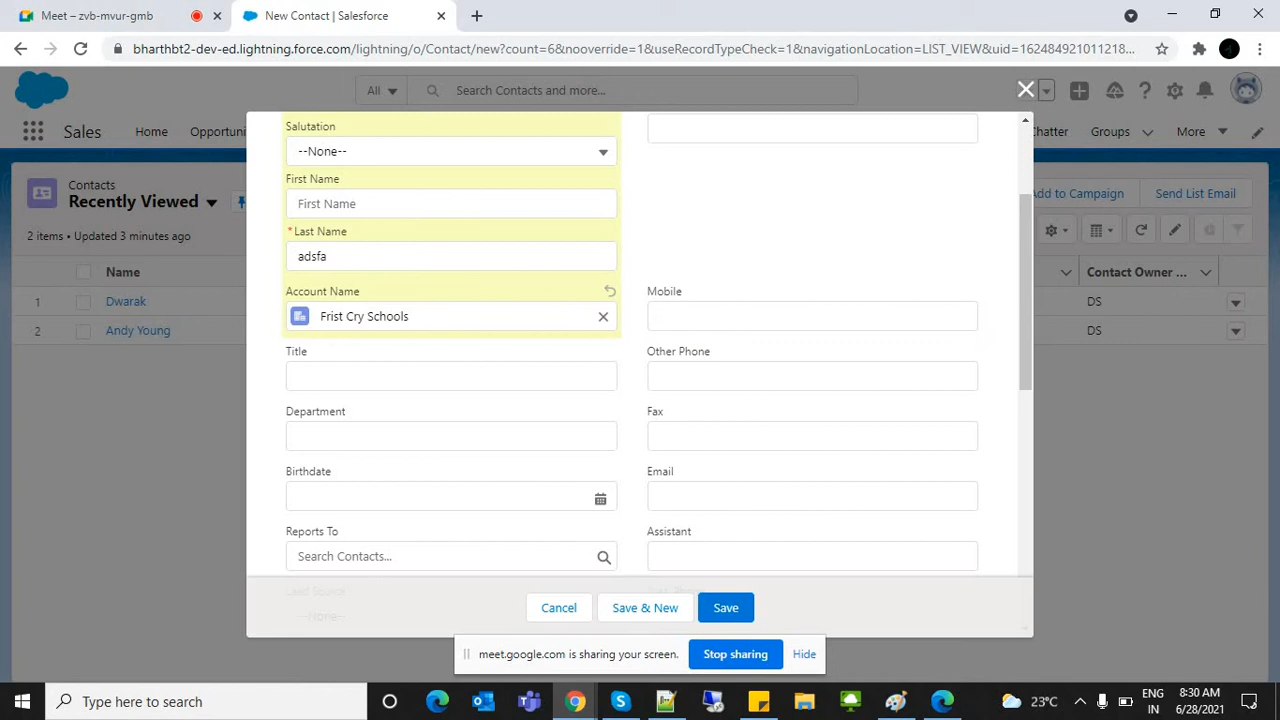 Meet – zvb-mvur-gmb
New Contact | Salesforce
bharthbt2-dev-ed.lightning.force.com/lightning/o/Contact/new?count=6&nooverride=1&useRecordTypeCheck=1&navigationLocation=LIST_VIEW&uid=162484921011218...
All
Search Contacts and more...
Sales
Home
Opportun
hatter
Groups
More
Contacts
Recently Viewed
Add to Campaign
Send List Email
2 items • Updated 3 minutes ago
Name
Contact Owner ...
1
Dwarak
DS
2
Andy Young
DS
Salutation
--None--
First Name
First Name
* Last Name
adsfa
Account Name
Frist Cry Schools
Mobile
Title
Other Phone
Department
Fax
Birthdate
Email
Reports To
Search Contacts...
Assistant
Lead Source
--None--
Cancel
Save & New
Save
meet.google.com is sharing your screen.
Stop sharing
Hide
Type here to search
23°C
ENG
IN
8:30 AM
6/28/2021